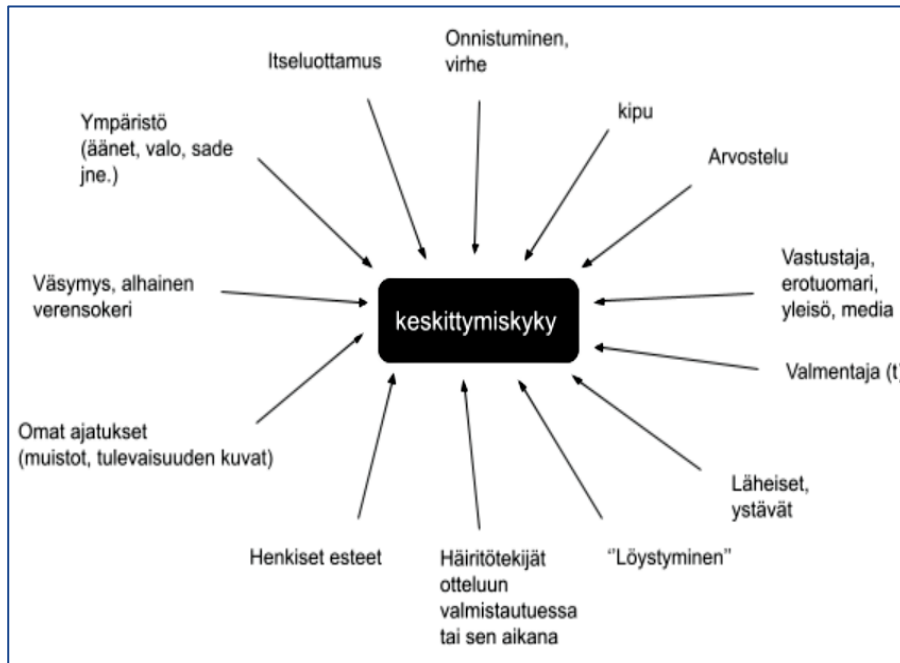 Onnistuminen,
virhe
Itseluottamus
kipu
Ympäristö
(äänet, valo, sade
jne.)
Arvostelu
Vastustaja,
erotuomari,
yleisö, media
Väsymys, alhainen
verensokeri
keskittymiskyky
Valmentaja (t)
Omat ajatukset
(muistot, tulevaisuuden kuvat)
Läheiset,
ystävät
Henkiset esteet
Häiritötekijät
otteluun
valmistautuessa
tai sen aikana
“Löystyminen”